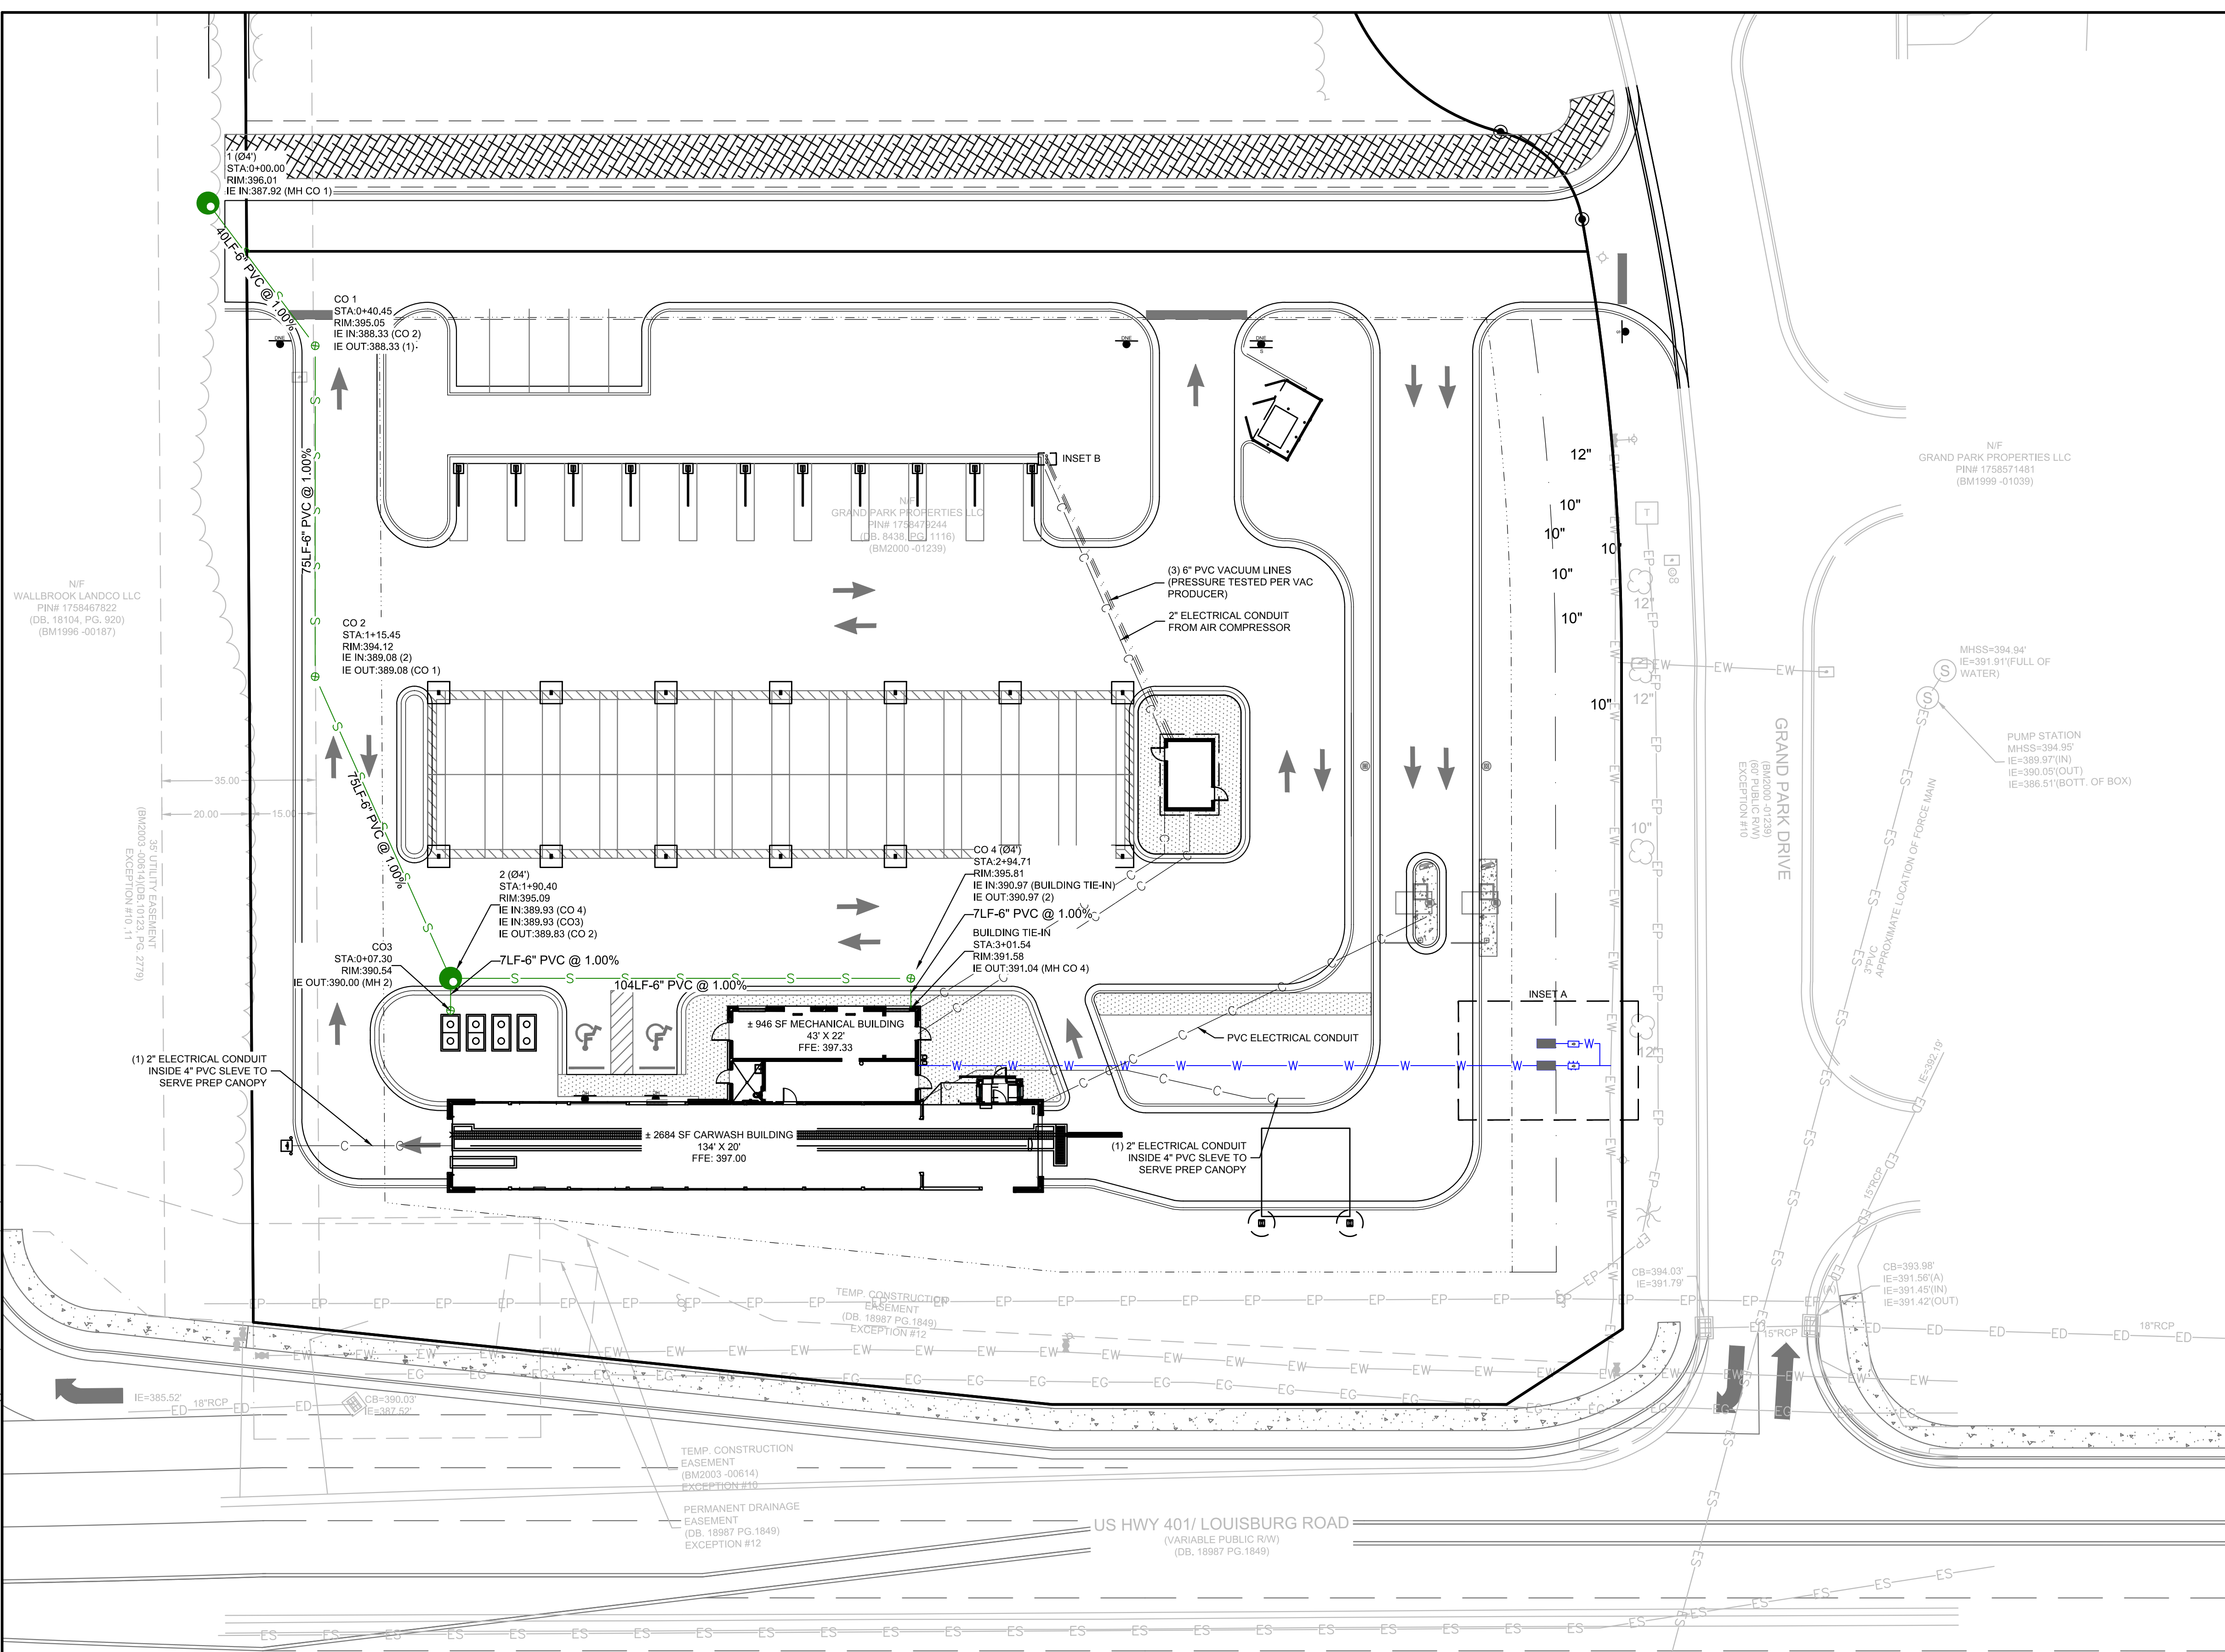 1 (Ø4')
STA:0+00.00
RIM:396.01
IE IN:387.92 (MH CO 1)
40LF-6" PVC @ 1.00%
CO 1
STA:0+40.45
RIM:395.05
IE IN:388.33 (CO 2)
IE OUT:388.33 (1)
DNE
DNE
DNE
S
75LF-6" PVC @ 1.00%
INSET B
N/F
GRAND PARK PROPERTIES LLC
PIN# 1758479244
(DB. 8438, PG. 1116)
(BM2000 -01239)
N/F
GRAND PARK PROPERTIES LLC
PIN# 1758571481
(BM1999 -01039)
12"
10"
10"
10"
10"
10"
10"
T
12"
12"
10"
12"
N/F
WALLBROOK LANDCO LLC
PIN# 1758467822
(DB, 18104, PG. 920)
(BM1996 -00187)
(3) 6" PVC VACUUM LINES
(PRESSURE TESTED PER VAC
PRODUCER)
2" ELECTRICAL CONDUIT
FROM AIR COMPRESSOR
CO 2
STA:1+15.45
RIM:394.12
IE IN:389.08 (2)
IE OUT:389.08 (CO 1)
MHSS=394.94'
IE=391.91'(FULL OF
WATER)
PUMP STATION
MHSS=394.95'
IE=389.97'(IN)
IE=390.05'(OUT)
IE=386.51'(BOTT. OF BOX)
GRAND PARK DRIVE
(BM2000 -01239)
(60' PUBLIC R/W)
EXCEPTION #10
3"PVC
APPROXIMATE LOCATION OF FORCE MAIN
35.00
20.00
15.00
35' UTILITY EASEMENT
(BM2003 -00614)(DB.10123, PG. 2779)
EXCEPTION #10 ,11
75LF-6" PVC @ 1.00%
2 (Ø4')
STA:1+90.40
RIM:395.09
IE IN:389.93 (CO 4)
IE IN:389.93 (CO3)
IE OUT:389.83 (CO 2)
CO 4 (Ø4')
STA:2+94.71
RIM:395.81
IE IN:390.97 (BUILDING TIE-IN)
IE OUT:390.97 (2)
7LF-6" PVC @ 1.00%
BUILDING TIE-IN
STA:3+01.54
RIM:391.58
IE OUT:391.04 (MH CO 4)
CO3
STA:0+07.30
RIM:390.54
IE OUT:390.00 (MH 2)
7LF-6" PVC @ 1.00%
104LF-6" PVC @ 1.00%
INSET A
± 946 SF MECHANICAL BUILDING
43' X 22'
FFE: 397.33
PVC ELECTRICAL CONDUIT
(1) 2" ELECTRICAL CONDUIT
INSIDE 4" PVC SLEVE TO
SERVE PREP CANOPY
± 2684 SF CARWASH BUILDING
134' X 20'
FFE: 397.00
(1) 2" ELECTRICAL CONDUIT
INSIDE 4" PVC SLEVE TO
SERVE PREP CANOPY
IE=392.19'
15"RCP
CB=394.03'
IE=391.79'
CB=393.98'
IE=391.56'(A)
IE=391.45'(IN)
IE=391.42'(OUT)
(A)
15"RCP
18"RCP
TEMP. CONSTRUCTION
EASEMENT
(DB. 18987 PG.1849)
EXCEPTION #12
IE=385.52'
18"RCP
CB=390.03'
IE=387.52'
TEMP. CONSTRUCTION
EASEMENT
(BM2003 -00614)
EXCEPTION #10
PERMANENT DRAINAGE
EASEMENT
(DB. 18987 PG.1849)
EXCEPTION #12
US HWY 401/ LOUISBURG ROAD
(VARIABLE PUBLIC R/W)
(DB, 18987 PG.1849)